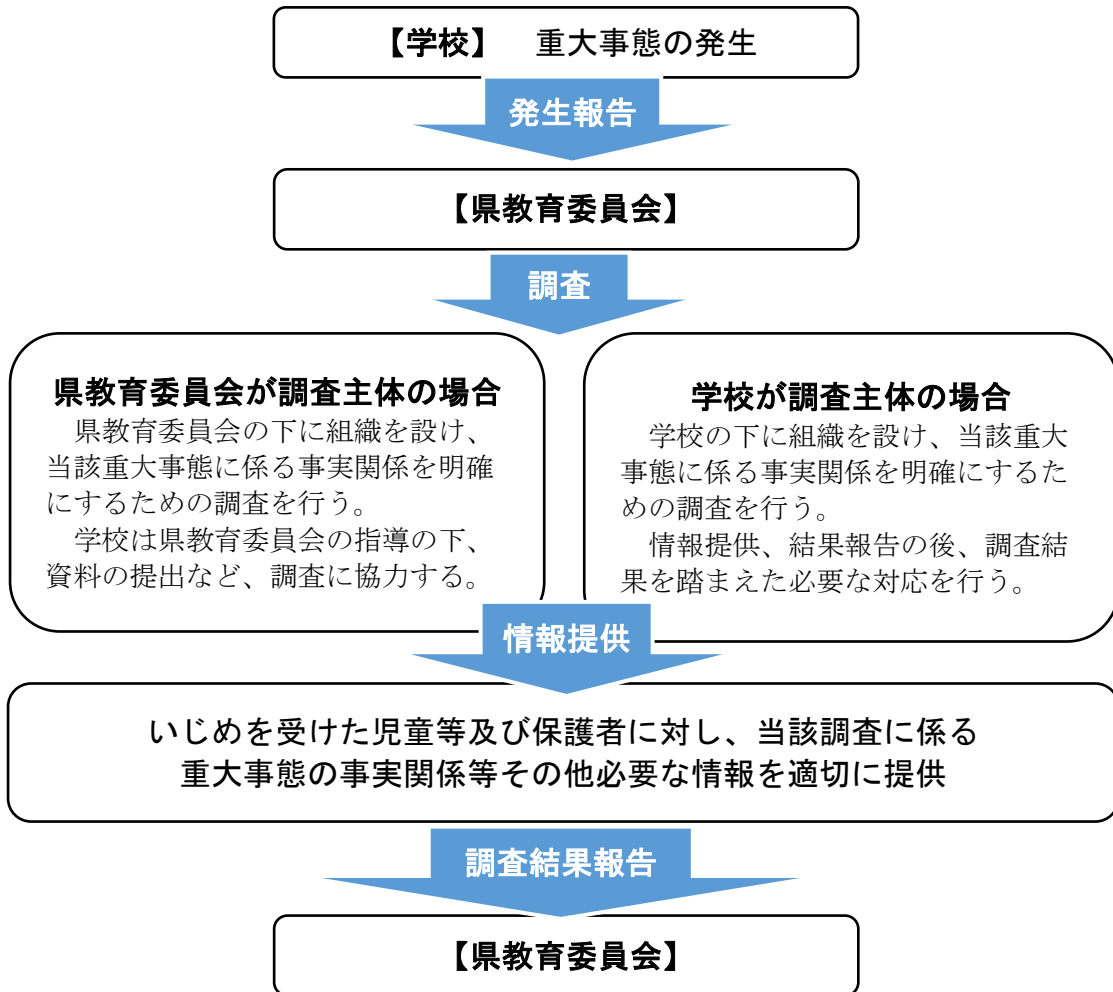 【学校】　重大事態の発生
発生報告
【県教育委員会】
調査
県教育委員会が調査主体の場合
　県教育委員会の下に組織を設け、
当該重大事態に係る事実関係を明確
にするための調査を行う。
　学校は県教育委員会の指導の下、
資料の提出など、調査に協力する。
学校が調査主体の場合
　学校の下に組織を設け、当該重大
事態に係る事実関係を明確にするた
めの調査を行う。
　情報提供、結果報告の後、調査結
果を踏まえた必要な対応を行う。
情報提供
いじめを受けた児童等及び保護者に対し、当該調査に係る
重大事態の事実関係等その他必要な情報を適切に提供
調査結果報告
【県教育委員会】